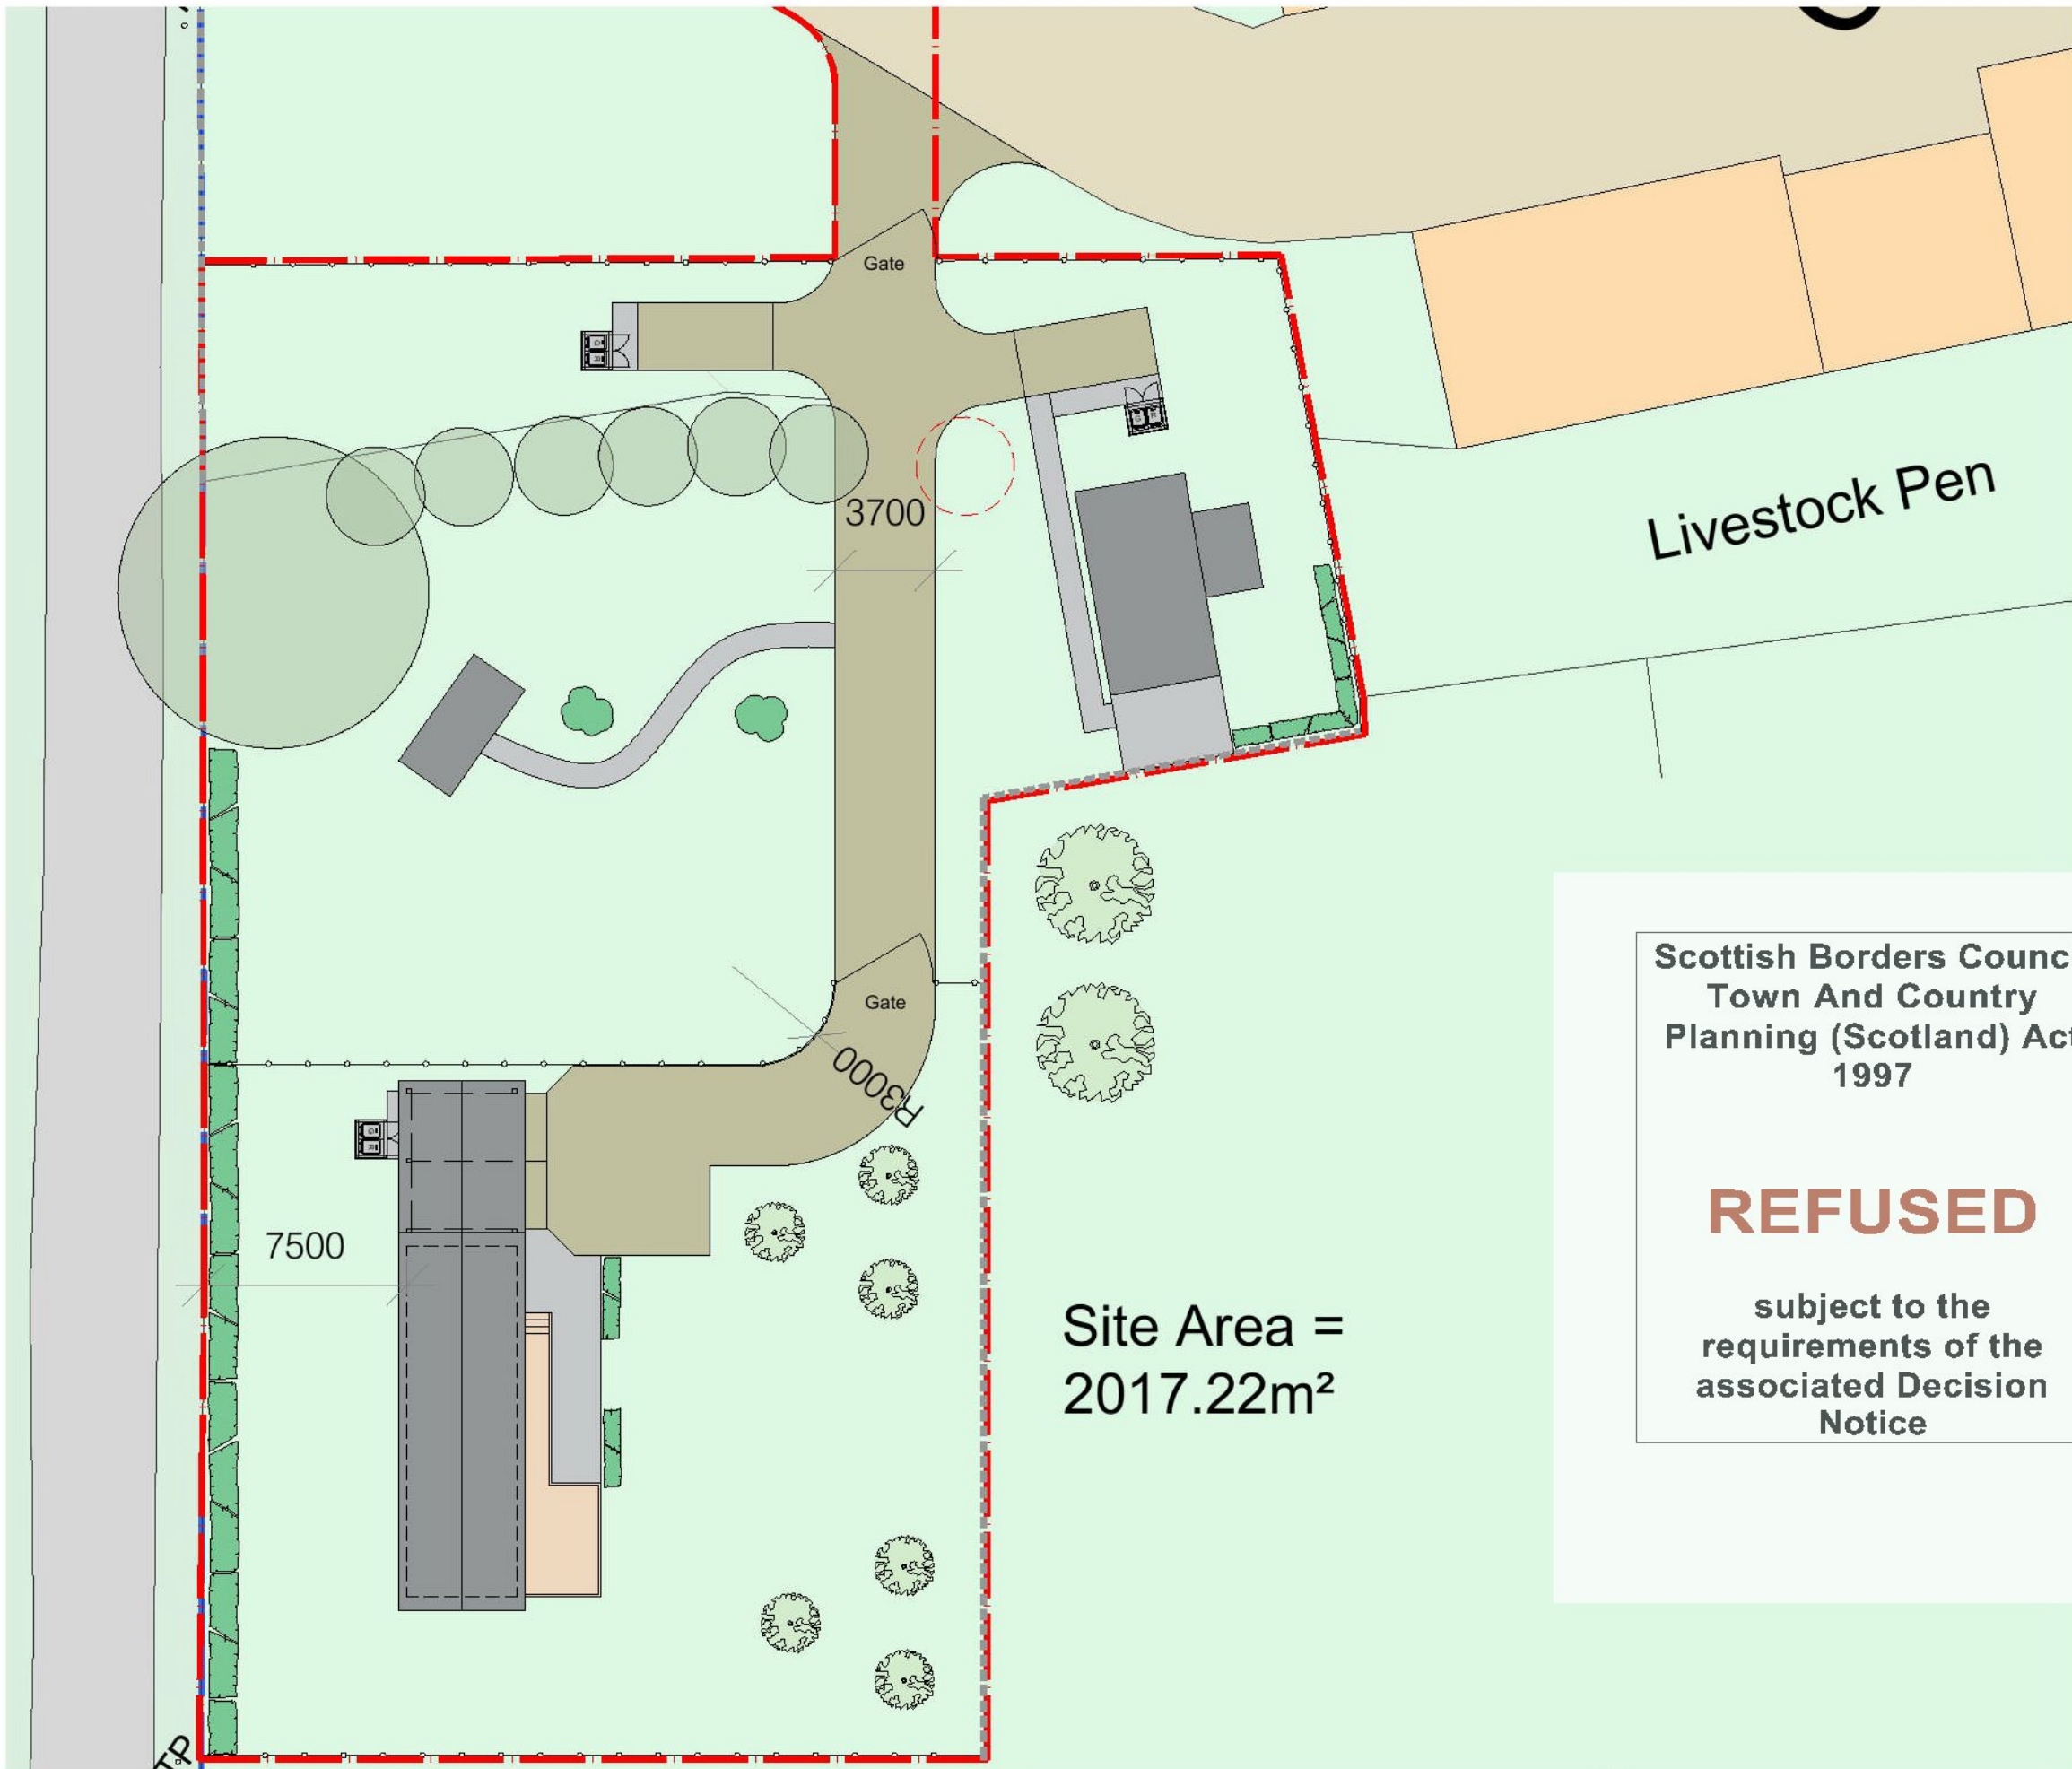 Gate
3700
Livestock Pen
Gate
R3000
7500
Site Area =
2017.22m²
TP
Scottish Borders Counc
Town And Country
Planning (Scotland) Act
1997
REFUSED
subject to the
requirements of the
associated Decision
Notice